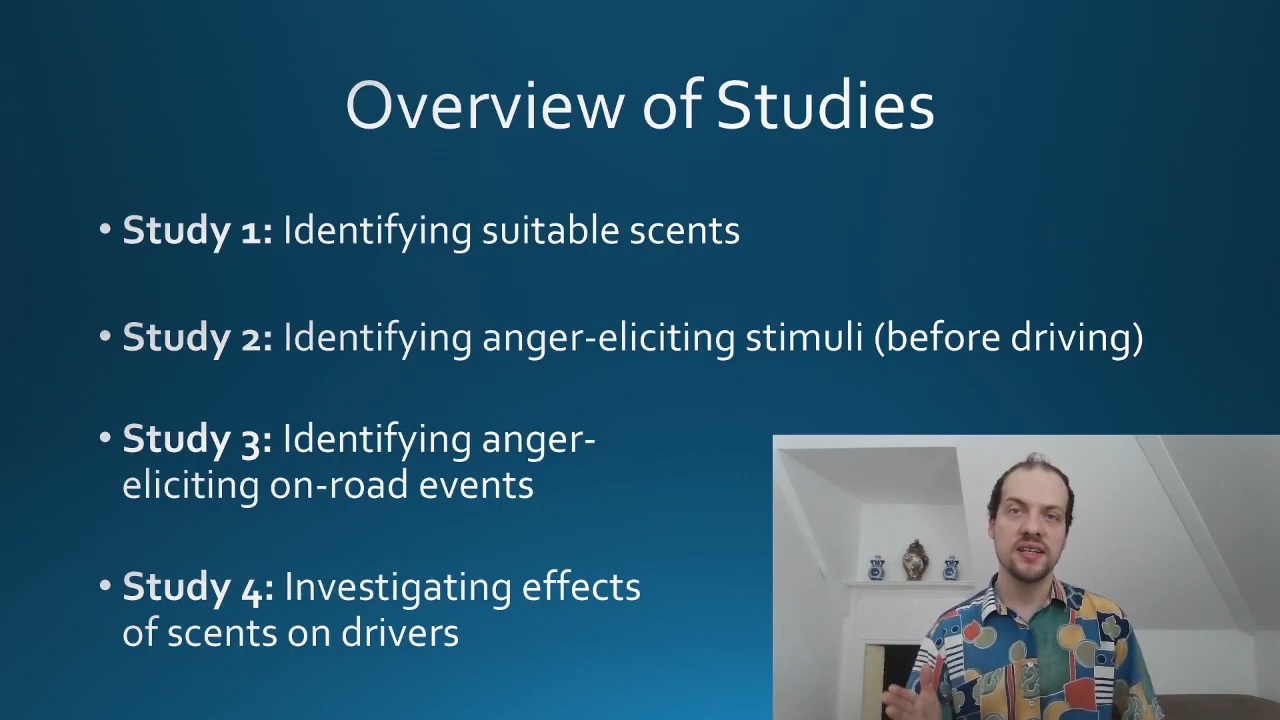 Overview of Studies
• Study 1: Identifying suitable scents
• Study 2: Identifying anger-eliciting stimuli (before driving)
• Study 3: Identifying anger-
eliciting on-road events
• Study 4: Investigating effects
of scents on drivers